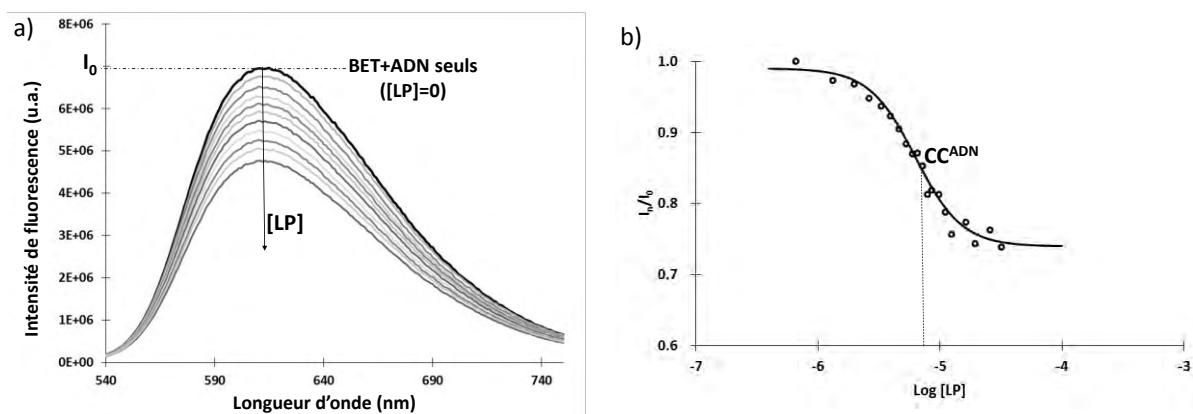 a)
Intensité de fluorescence (u.a.)
8E+06
7E+06
6E+06
5E+06
4E+06
3E+06
2E+06
1E+06
0E+00
I0
BET+ADN seuls
([LP]=0)
[LP]
540
590
640
690
740
Longueur d'onde (nm)
b)
In/I0
1.0
0.9
0.8
0.7
0.6
CC^ADN
-7
-6
-5
-4
-3
Log [LP]